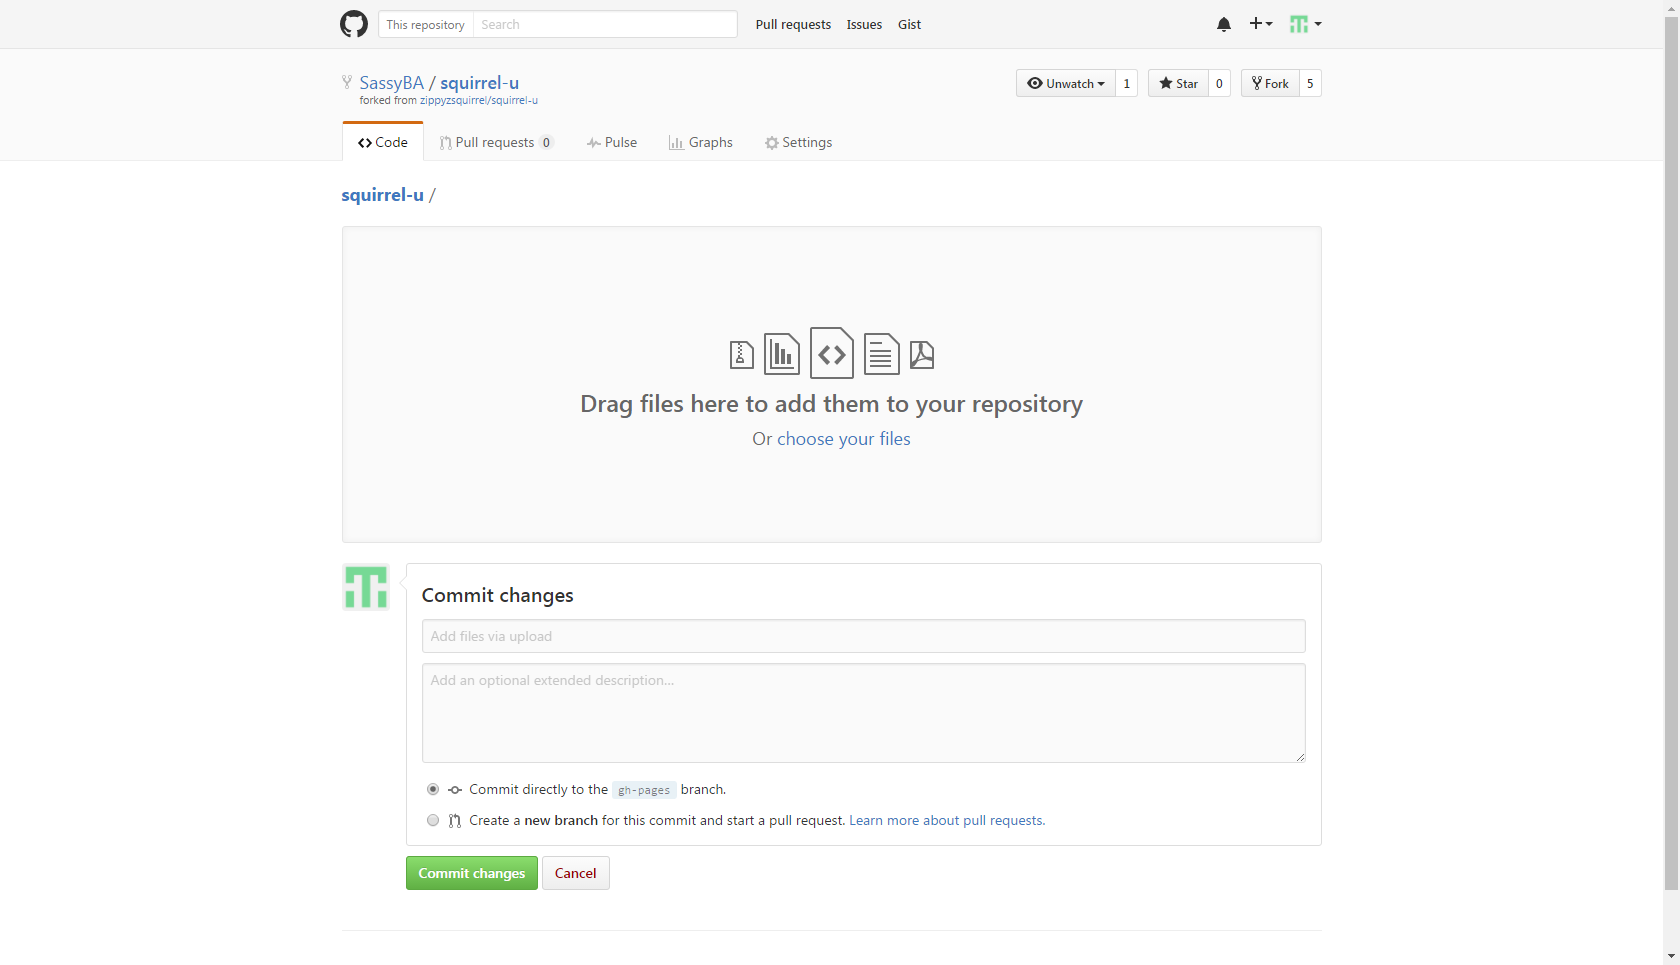 This repository Search Pull requests Issues Gist
SassyBA / squirrel-u Unwatch 1 Star 0 Fork 5
forked from zippyzsquirrel/squirrel-u
Code Pull requests 0 Pulse Graphs Settings
squirrel-u /
Drag files here to add them to your repository
Or choose your files
Commit changes
Add files via upload
Add an optional extended description...
Commit directly to the gh-pages branch.
Create a new branch for this commit and start a pull request. Learn more about pull requests.
Commit changes Cancel